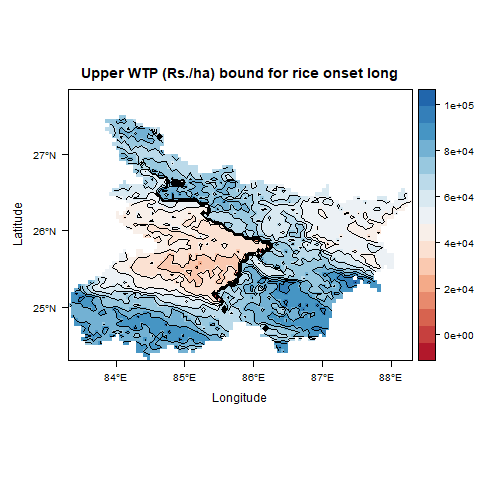 Upper WTP (Rs./ha) bound for rice onset long
1e+05
8e+04
6e+04
4e+04
2e+04
0e+00
27°N
26°N
25°N
Latitude
84°E 85°E 86°E 87°E 88°E
Longitude